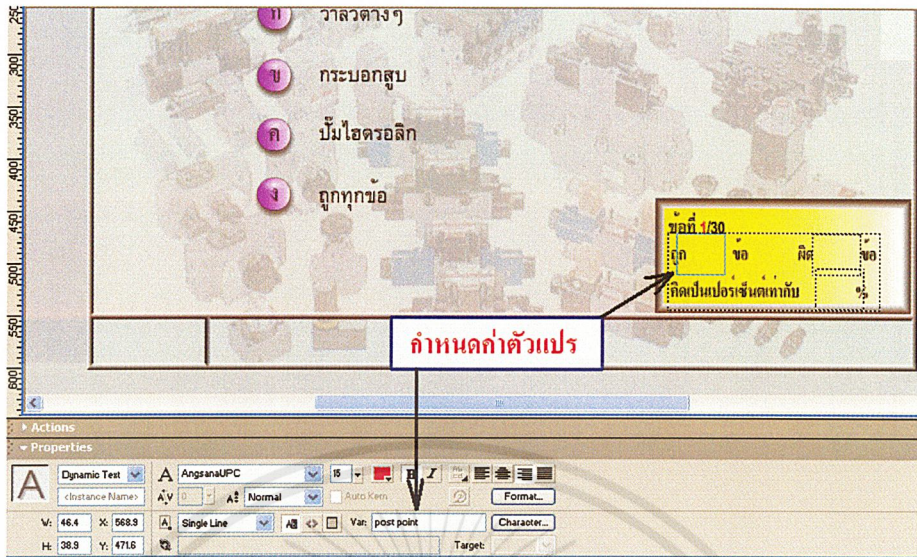 250
ก วาล์วต่างๆ
300
ข กระบอกสูบ
350
ค ปั๊มไฮดรอลิก
400
ง ถูกทุกข้อ
450
ข้อที่ 1/30
ถูก ข้อ ผิด ข้อ
500
คิดเป็นเปอร์เซ็นต์เท่ากับ %
550
กำหนดค่าตัวแปร
600
Actions
Properties
A Dynamic Text A AngsanaUPC 15 B I
<Instance Name> A/V 0 Normal Auto Kern Format...
W: 46.4 X: 568.9 Single Line Var: post point Character...
H: 38.9 Y: 471.6 Target: